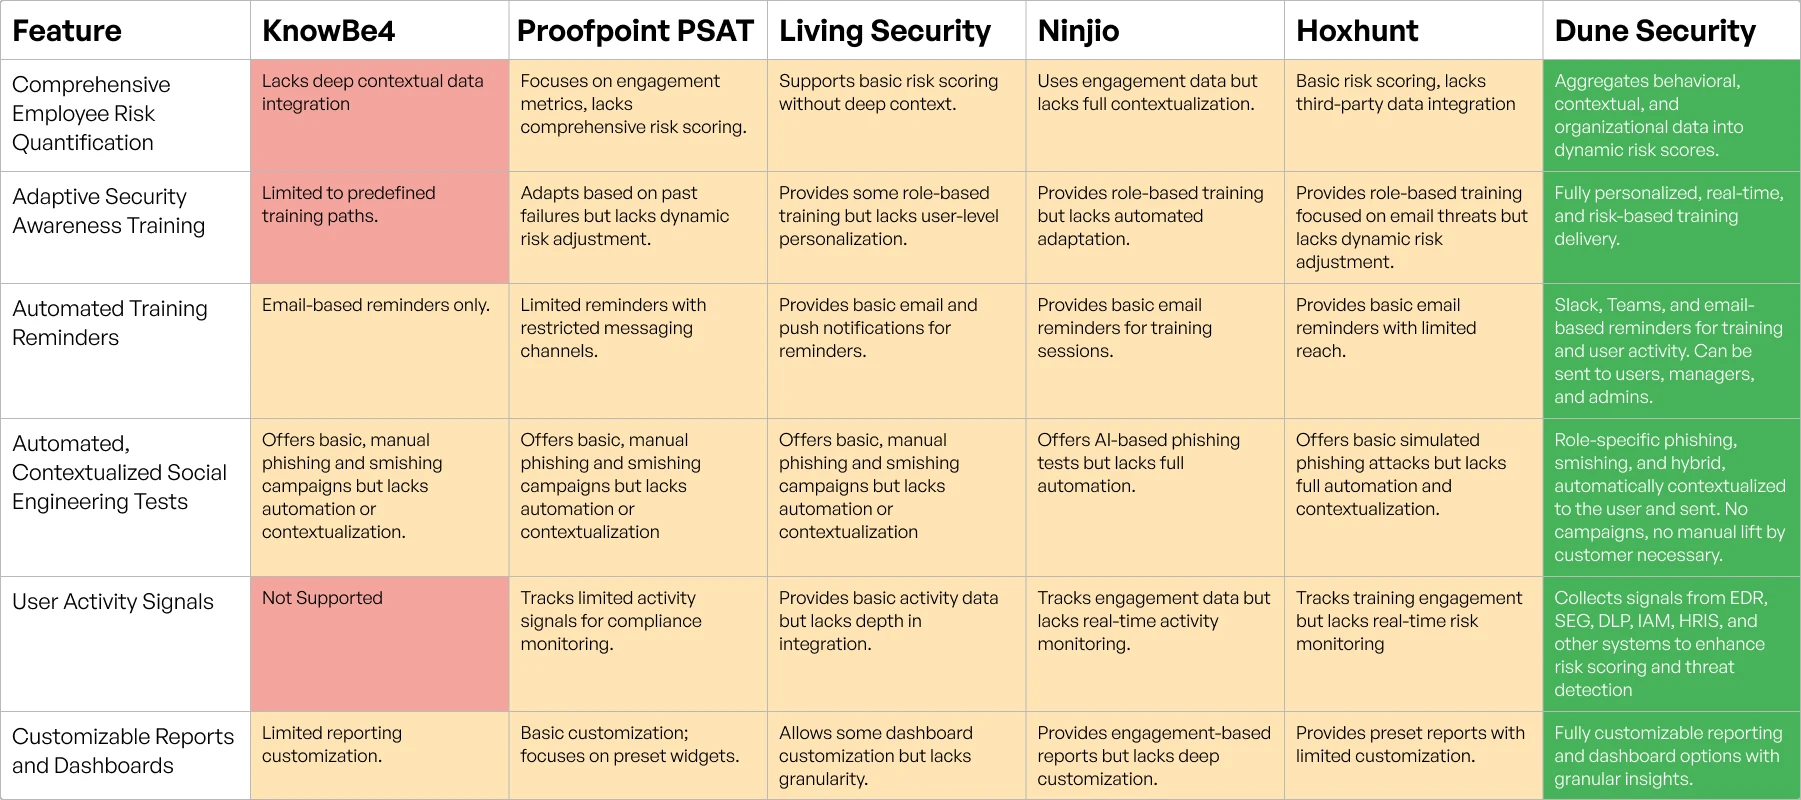 Feature
KnowBe4
Proofpoint PSAT
Living Security
Ninjio
Hoxhunt
Dune Security
Comprehensive
Employee Risk
Quantification
Lacks deep contextual data
integration
Focuses on engagement
metrics, lacks
comprehensive risk scoring.
Supports basic risk scoring
without deep context.
Uses engagement data but
lacks full contextualization.
Basic risk scoring, lacks
third-party data integration
Aggregates behavioral,
contextual, and
organizational data into
dynamic risk scores.
Adaptive Security
Awareness Training
Limited to predefined
training paths.
Adapts based on past
failures but lacks dynamic
risk adjustment.
Provides some role-based
training but lacks user-level
personalization.
Provides role-based training
but lacks automated
adaptation.
Provides role-based training
focused on email threats but
lacks dynamic risk
adjustment.
Fully personalized, real-time,
and risk-based training
delivery.
Automated Training
Reminders
Email-based reminders only.
Limited reminders with
restricted messaging
channels.
Provides basic email and
push notifications for
reminders.
Provides basic email
reminders for training
sessions.
Provides basic email
reminders with limited
reach.
Slack, Teams, and email-
based reminders for training
and user activity. Can be
sent to users, managers,
and admins.
Automated,
Contextualized Social
Engineering Tests
Offers basic, manual
phishing and smishing
campaigns but lacks
automation or
contextualization.
Offers basic, manual
phishing and smishing
campaigns but lacks
automation or
contextualization
Offers basic, manual
phishing and smishing
campaigns but lacks
automation or
contextualization
Offers AI-based phishing
tests but lacks full
automation.
Offers basic simulated
phishing attacks but lacks
full automation and
contextualization.
Role-specific phishing,
smishing, and hybrid,
automatically contextualized
to the user and sent. No
campaigns, no manual lift by
customer necessary.
User Activity Signals
Not Supported
Tracks limited activity
signals for compliance
monitoring.
Provides basic activity data
but lacks depth in
integration.
Tracks engagement data but
lacks real-time activity
monitoring.
Tracks training engagement
but lacks real-time risk
monitoring
Collects signals from EDR,
SEG, DLP, IAM, HRIS, and
other systems to enhance
risk scoring and threat
detection
Customizable Reports
and Dashboards
Limited reporting
customization.
Basic customization;
focuses on preset widgets.
Allows some dashboard
customization but lacks
granularity.
Provides engagement-based
reports but lacks deep
customization.
Provides preset reports with
limited customization.
Fully customizable reporting
and dashboard options with
granular insights.